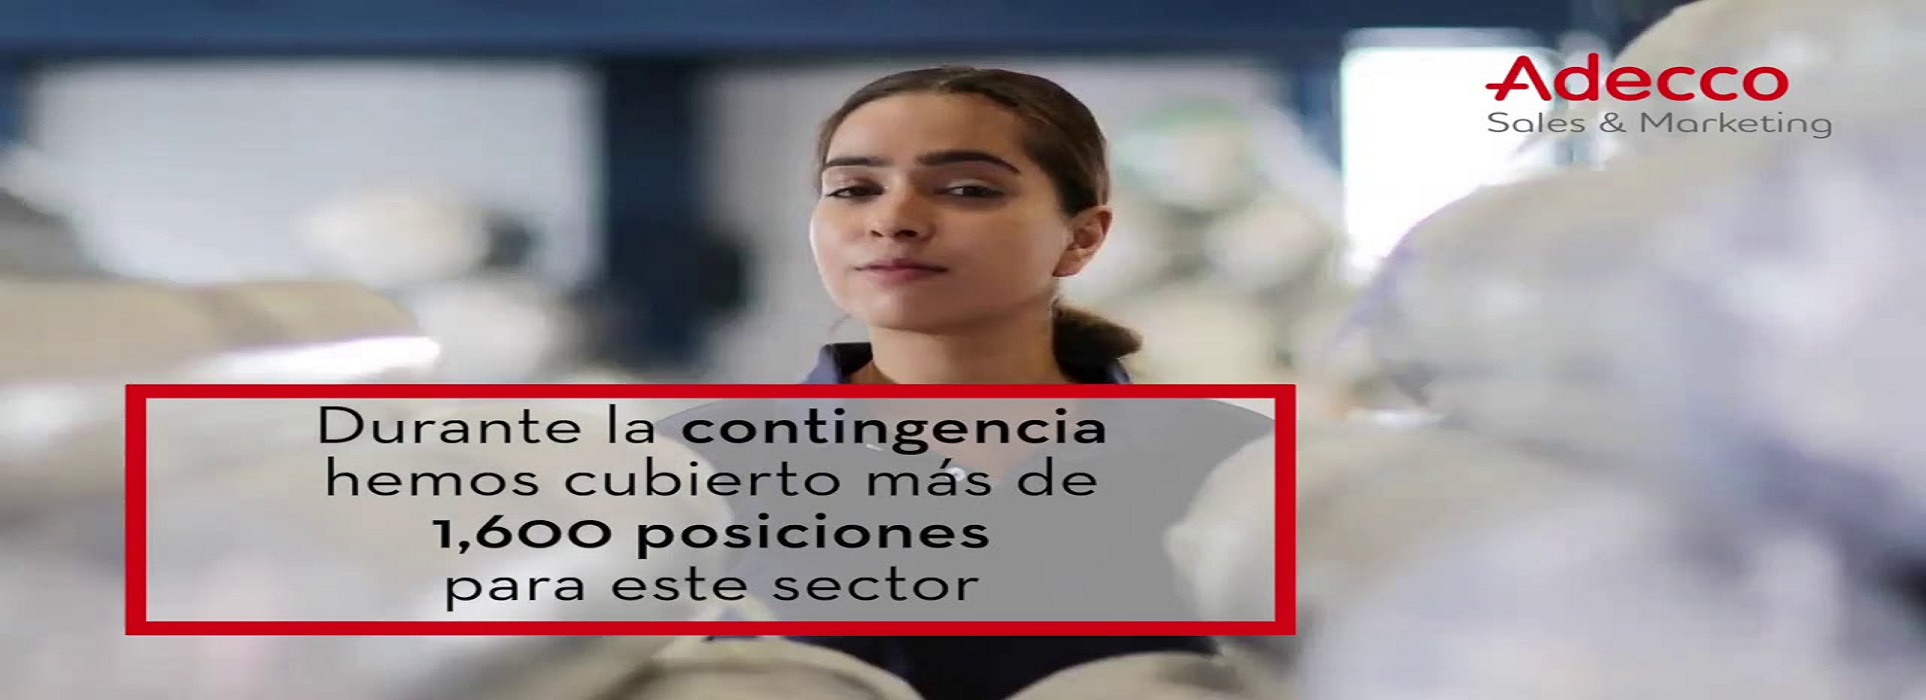 Adecco
Sales & Marketing
Durante la contingencia
hemos cubierto más de
1,600 posiciones
para este sector